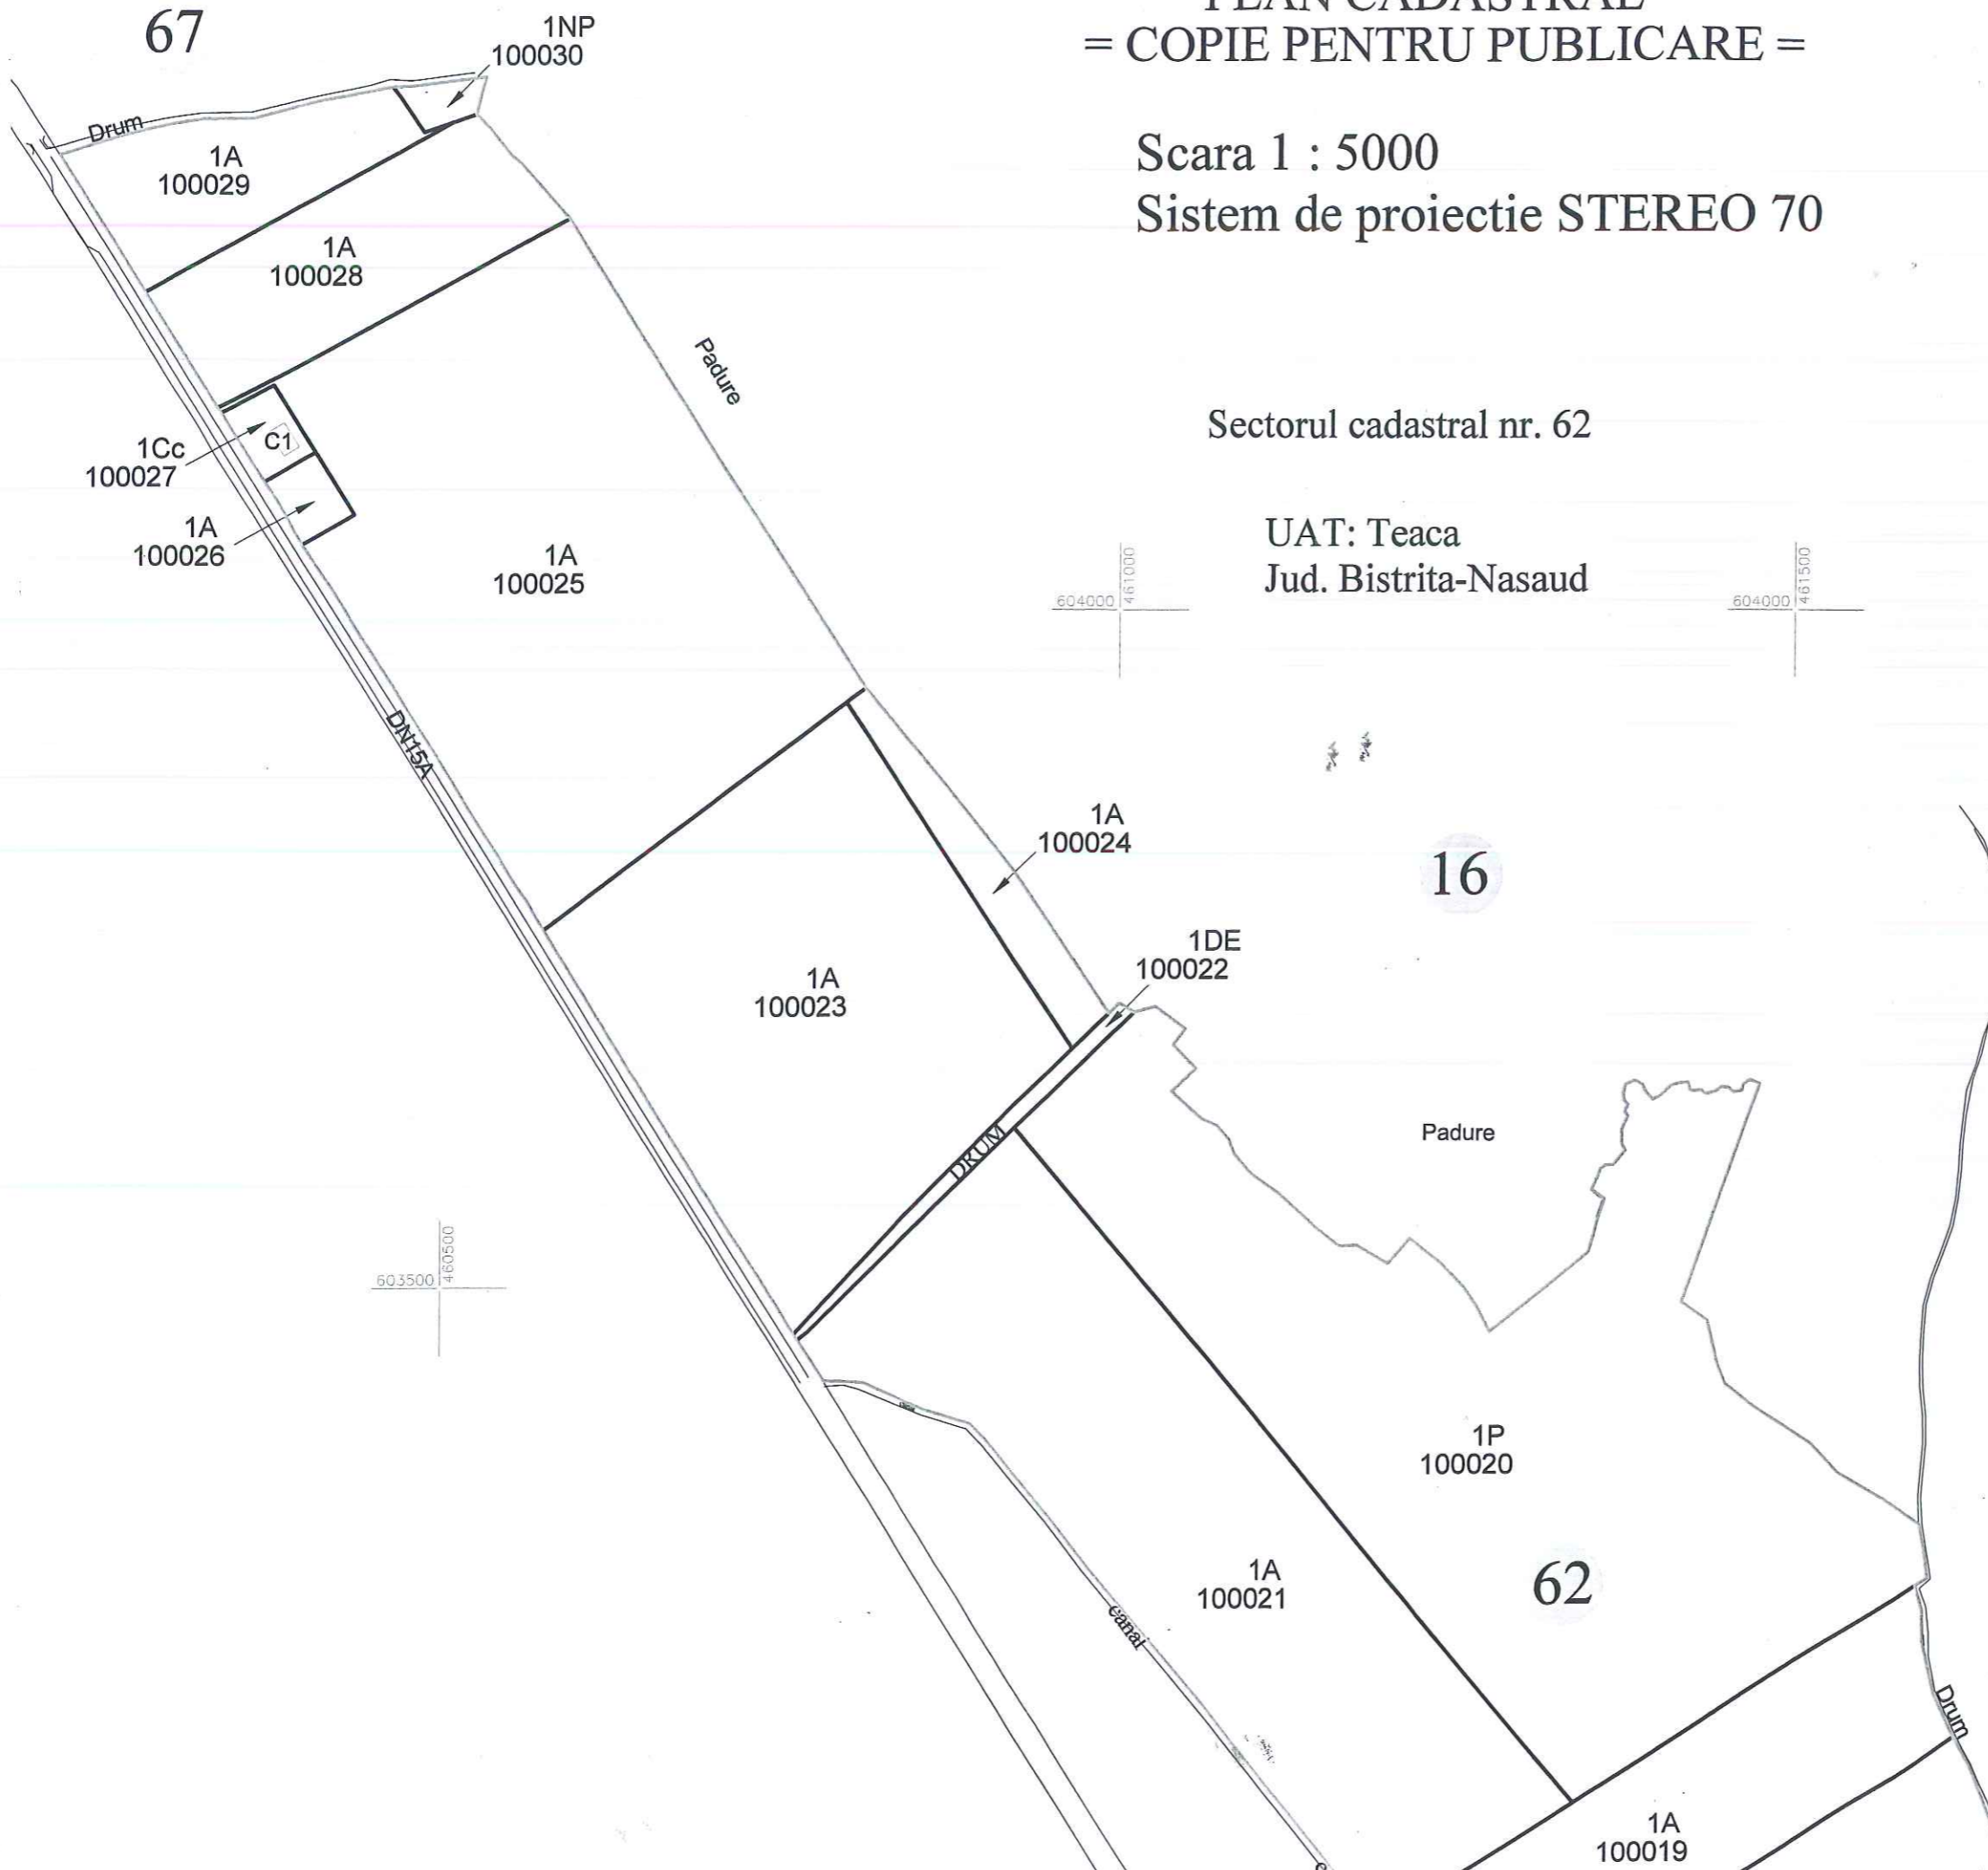 67
PLAN CADASTRAL
= COPIE PENTRU PUBLICARE =
1NP
100030
Drum
1A
100029
Scara 1 : 5000
Sistem de proiectie STEREO 70
1A
100028
Padure
Sectorul cadastral nr. 62
1Cc
100027
C1
1A
100026
1A
100025
UAT: Teaca
Jud. Bistrita-Nasaud
604000
461000
604000
461500
DN15A
1A
100024
16
1DE
100022
1A
100023
Padure
DRUM
603500
460500
1P
100020
1A
100021
62
canal
Drum
1A
100019